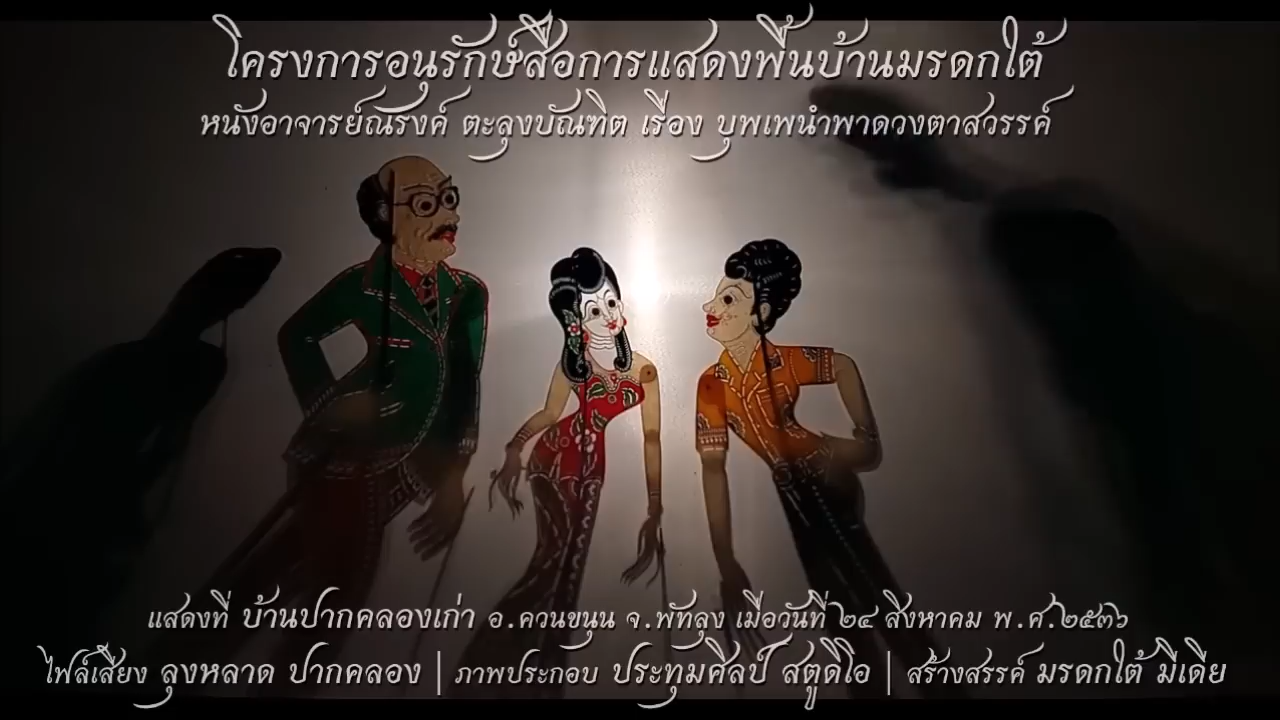 โครงการอนุรักษ์สื่อการแสดงพื้นบ้านมรดกใต้
หนังอาจารย์ณรงค์ ตะลุงบัณฑิต เรื่อง บุพเพนำพาดวงตาสวรรค์
แสดงที่ บ้านปากคลองเก่า อ.ควนขนุน จ.พัทลุง เมื่อวันที่ ๒๔ สิงหาคม พ.ศ.๒๕๓๖
ไฟล์เสียง ลุงหลาด ปากคลอง | ภาพประกอบ ประทุมศิลป์ สตูดิโอ | สร้างสรรค์ มรดกใต้ มีเดีย